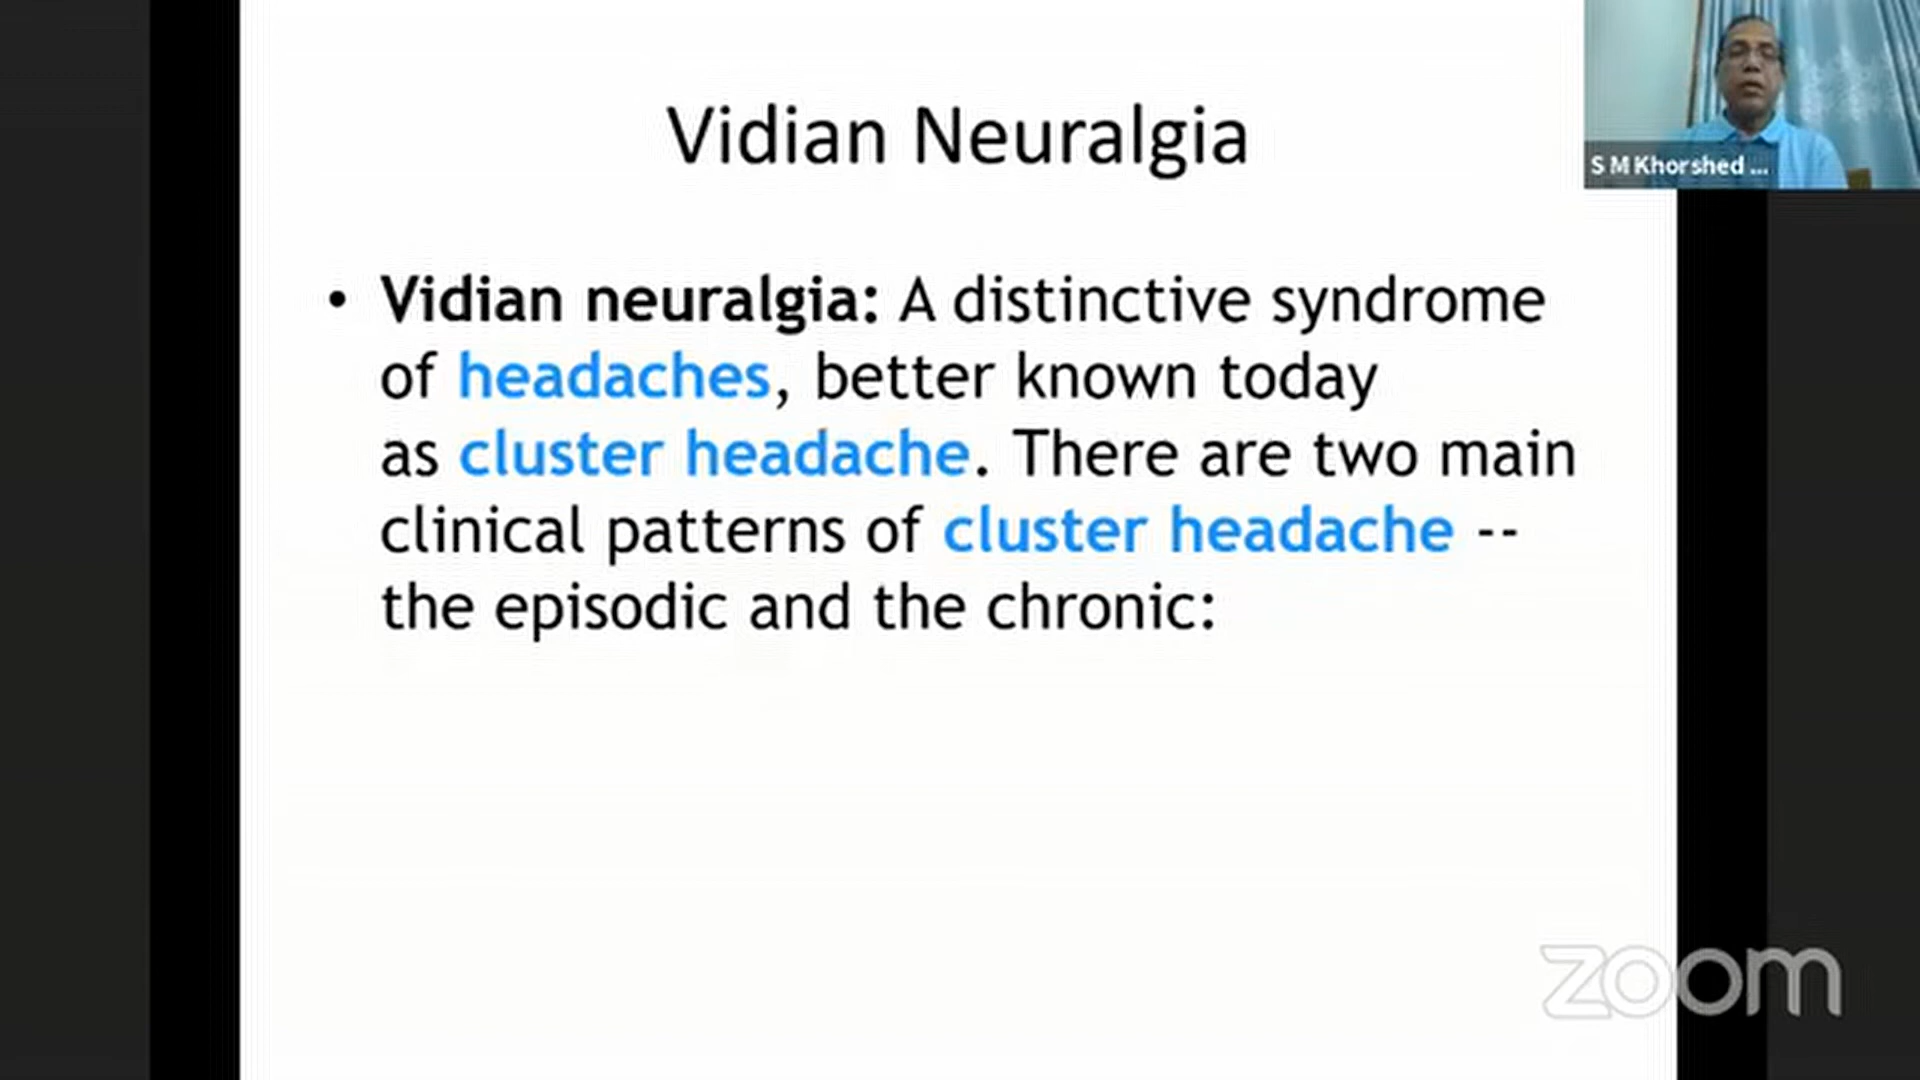 Vidian Neuralgia
S M Khorshed ...
• Vidian neuralgia: A distinctive syndrome
of headaches, better known today
as cluster headache. There are two main
clinical patterns of cluster headache --
the episodic and the chronic:
zoom